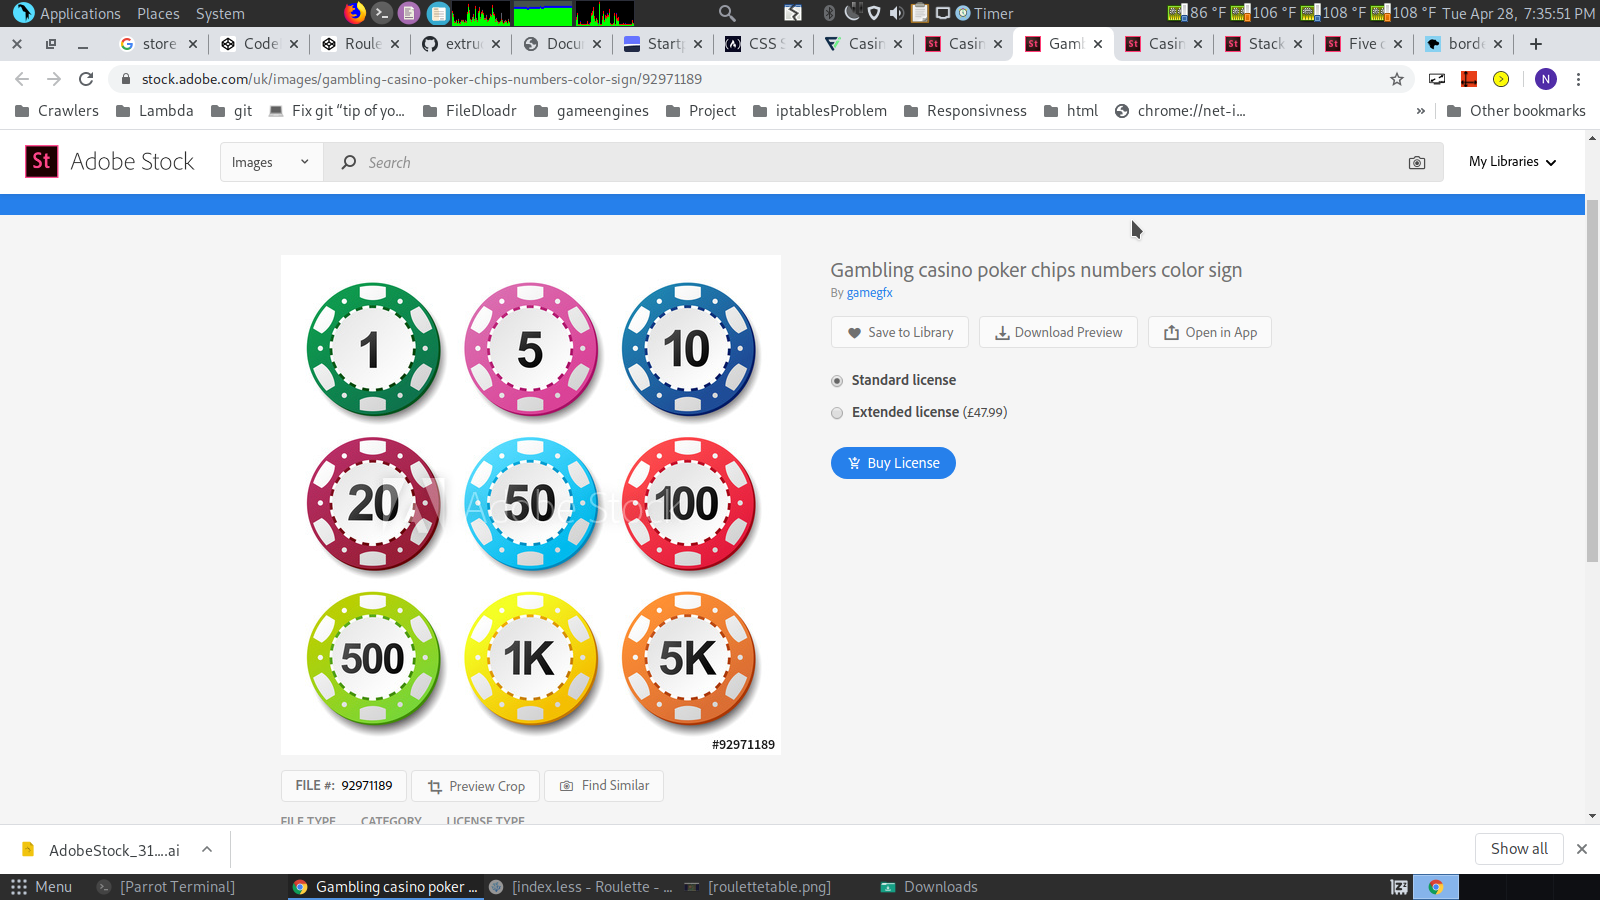 Applications Places System Timer 86 °F 106 °F 108 °F 108 °F Tue Apr 28, 7:35:51 PM
store Codel Roule extru Docu Startp CSS S Casin Casin Gamb Casin Stack Five c borde
stock.adobe.com/uk/images/gambling-casino-poker-chips-numbers-color-sign/92971189 N
Crawlers Lambda git Fix git “tip of yo... FileDloadr gameengines Project iptablesProblem Responsivness html chrome://net-i... » Other bookmarks
St Adobe Stock Images Search My Libraries
Gambling casino poker chips numbers color sign
By gamegfx
Save to Library Download Preview Open in App
Standard license
Extended license (£47.99)
Buy License
1 5 10
20 50 100
Adobe Stock
500 1K 5K
#92971189
FILE #: 92971189 Preview Crop Find Similar
FILE TYPE CATEGORY LICENSE TYPE
AdobeStock_31....ai Show all
Menu [Parrot Terminal] Gambling casino poker ... [index.less - Roulette - ... [roulettetable.png] Downloads